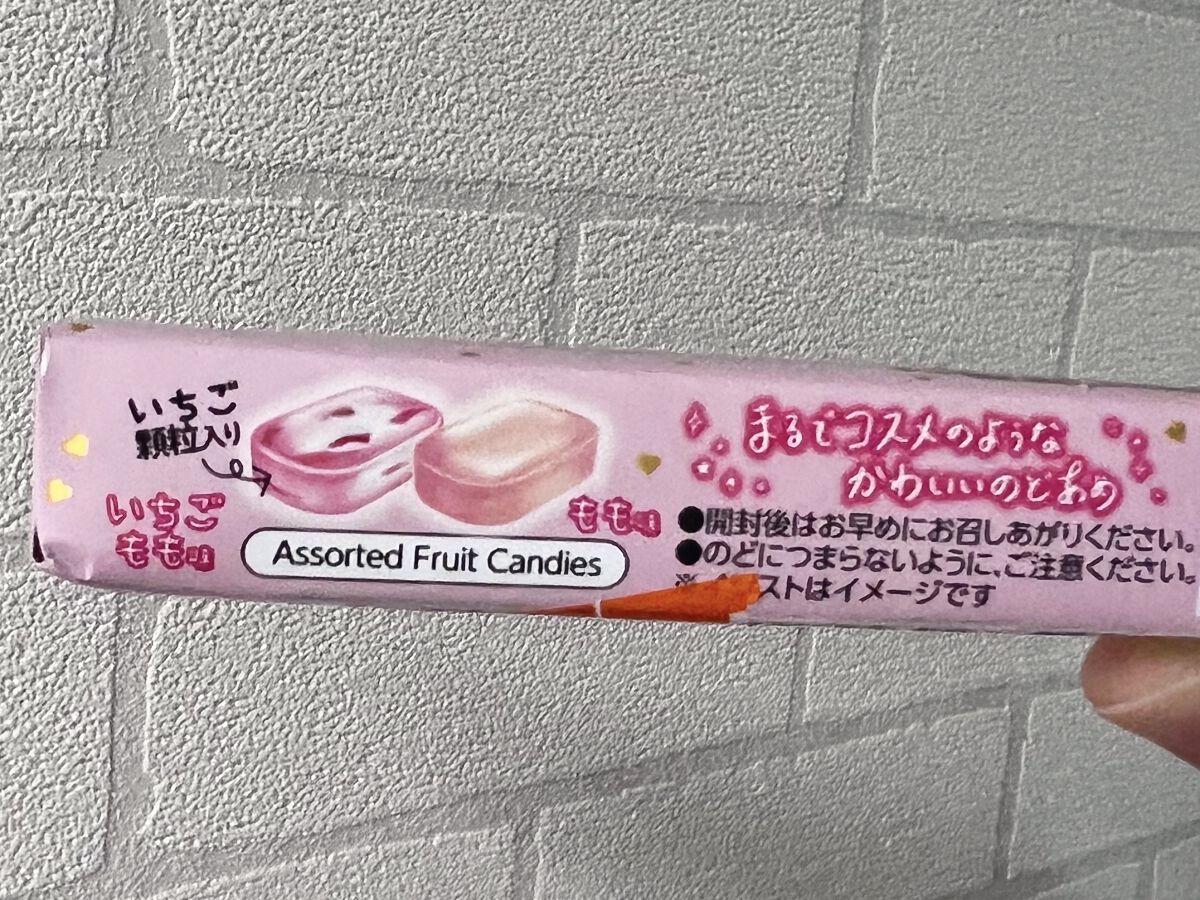 いちご
顆粒入り
いちご
もも味
Assorted Fruit Candies
もも味
まるでコスメのような
かわいいのどあめ
●開封後はお早めにお召しあがりください。
●のどにつまらないように、ご注意ください。
※ ストはイメージです